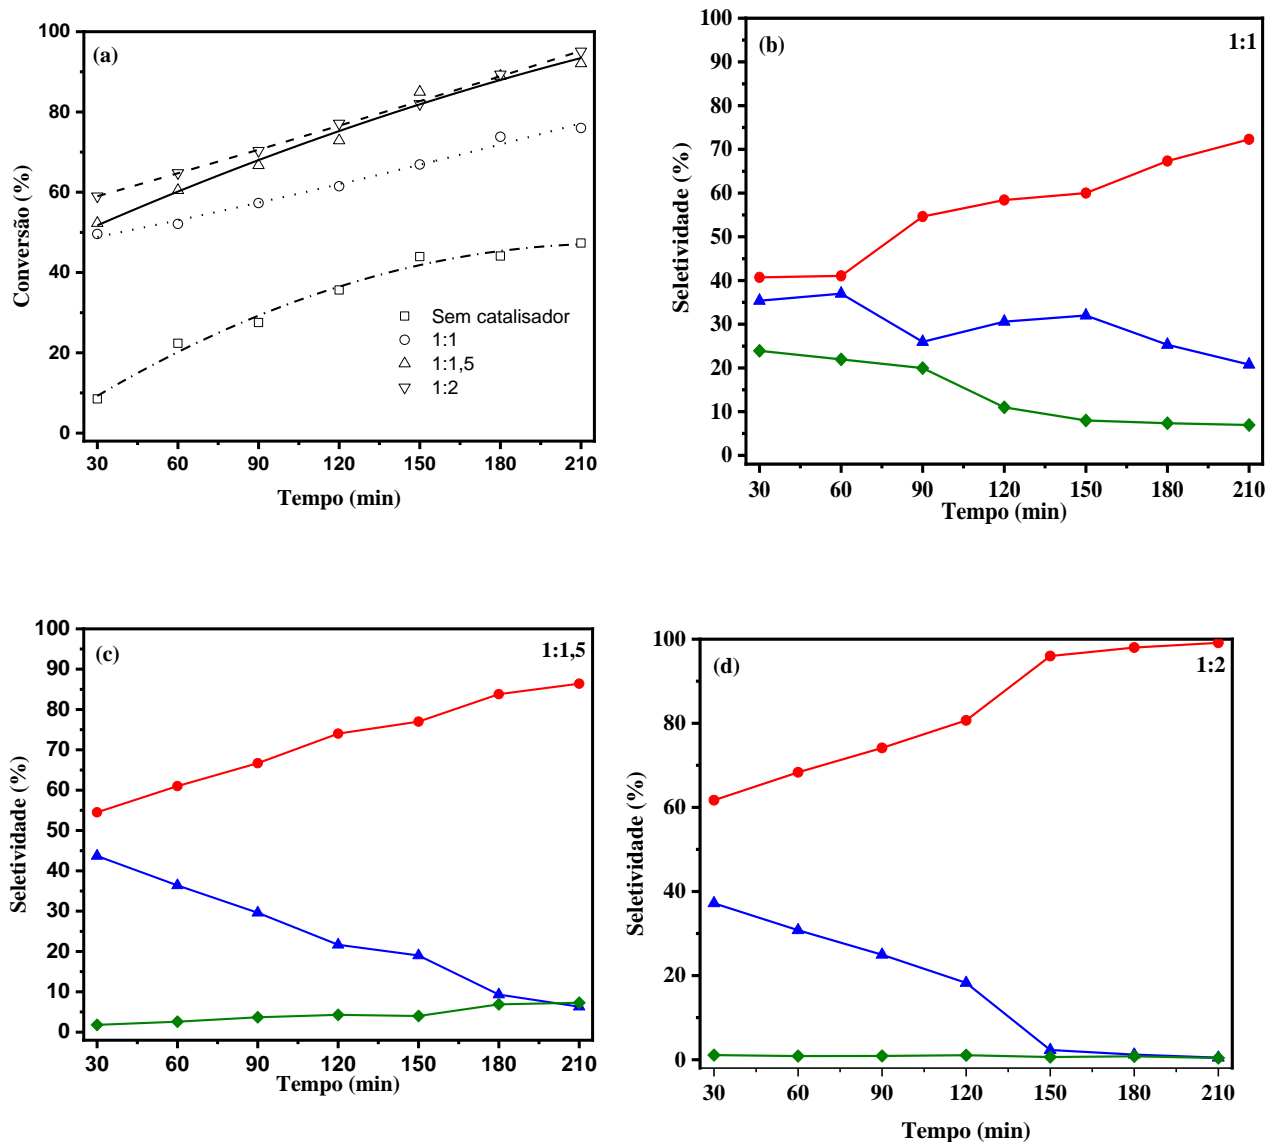 (a)
100
80
60
40
20
0
Conversão (%)
Sem catalisador
1:1
1:1,5
1:2
30 60 90 120 150 180 210
Tempo (min)
(b)
1:1
100
90
80
70
60
50
40
30
20
10
0
Seletividade (%)
30 60 90 120 150 180 210
Tempo (min)
(c)
1:1,5
100
90
80
70
60
50
40
30
20
10
0
Seletividade (%)
30 60 90 120 150 180 210
Tempo (min)
(d)
1:2
100
80
60
40
20
0
Seletividade (%)
30 60 90 120 150 180 210
Tempo (min)